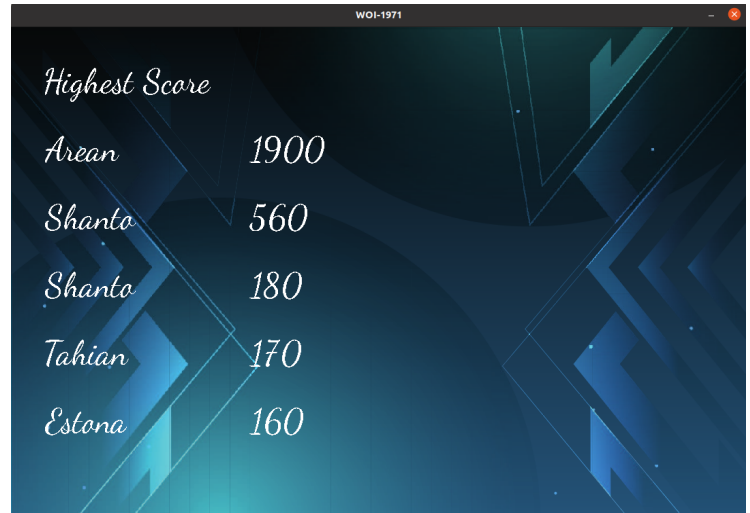 WOI-1971
Highest Score
Arean 1900
Shanto 560
Shanto 180
Tahian 170
Estona 160